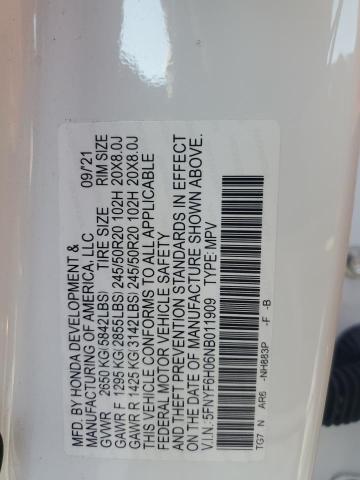 MFD. BY HONDA DEVELOPMENT &
MANUFACTURING OF AMERICA, LLC 09/'21
GVWR 2650 KG(5842LBS) TIRE SIZE RIM SIZE
GAWR F 1295 KG(2855LBS) 245/50R20 102H 20X8.0J
GAWR R 1425 KG(3142LBS) 245/50R20 102H 20X8.0J
THIS VEHICLE CONFORMS TO ALL APPLICABLE
FEDERAL MOTOR VEHICLE SAFETY
AND THEFT PREVENTION STANDARDS IN EFFECT
ON THE DATE OF MANUFACTURE SHOWN ABOVE.
V.I.N.: 5FNYF6H06NB011909 TYPE: MPV
TG7 N AR6 -NH883P -F -B